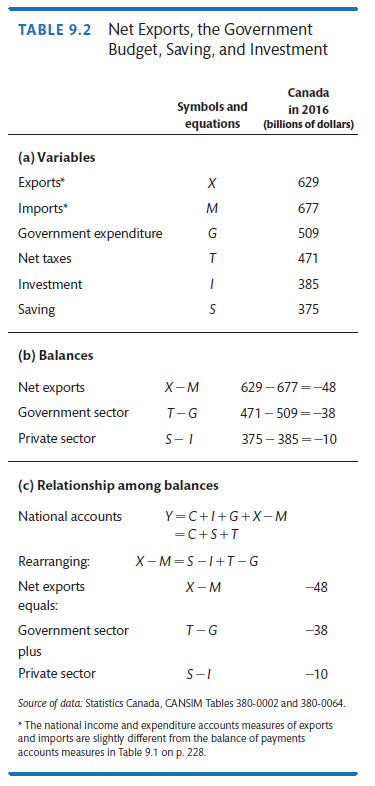 TABLE 9.2 Net Exports, the Government
Budget, Saving, and Investment
Symbols and equations
Canada in 2016 (billions of dollars)
(a) Variables
Exports* X 629
Imports* M 677
Government expenditure G 509
Net taxes T 471
Investment I 385
Saving S 375
(b) Balances
Net exports X – M 629 – 677 = –48
Government sector T – G 471 – 509 = –38
Private sector S – I 375 – 385 = –10
(c) Relationship among balances
National accounts Y = C + I + G + X – M
= C + S + T
Rearranging: X – M = S – I + T – G
Net exports X – M –48
equals:
Government sector T – G –38
plus
Private sector S – I –10
Source of data: Statistics Canada, CANSIM Tables 380-0002 and 380-0064.
* The national income and expenditure accounts measures of exports
and imports are slightly different from the balance of payments
accounts measures in Table 9.1 on p. 228.